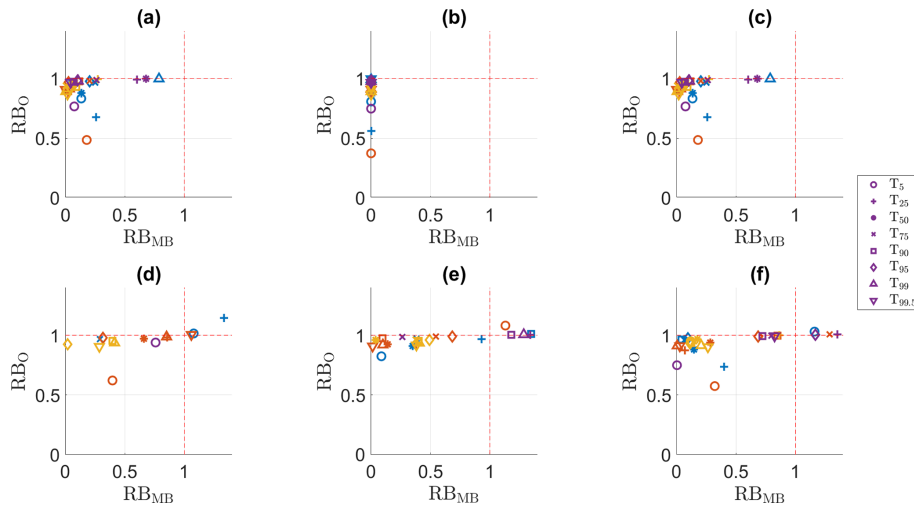 (a) (b) (c)
1 1 1
RB_O RB_O RB_O
0.5 0.5 0.5
0 0 0
0 0.5 1 0 0.5 1 0 0.5 1
RB_MB RB_MB RB_MB
T_5
T_25
T_50
T_75
T_90
T_95
T_99
T_99.5
(d) (e) (f)
1 1 1
RB_O RB_O RB_O
0.5 0.5 0.5
0 0 0
0 0.5 1 0 0.5 1 0 0.5 1
RB_MB RB_MB RB_MB